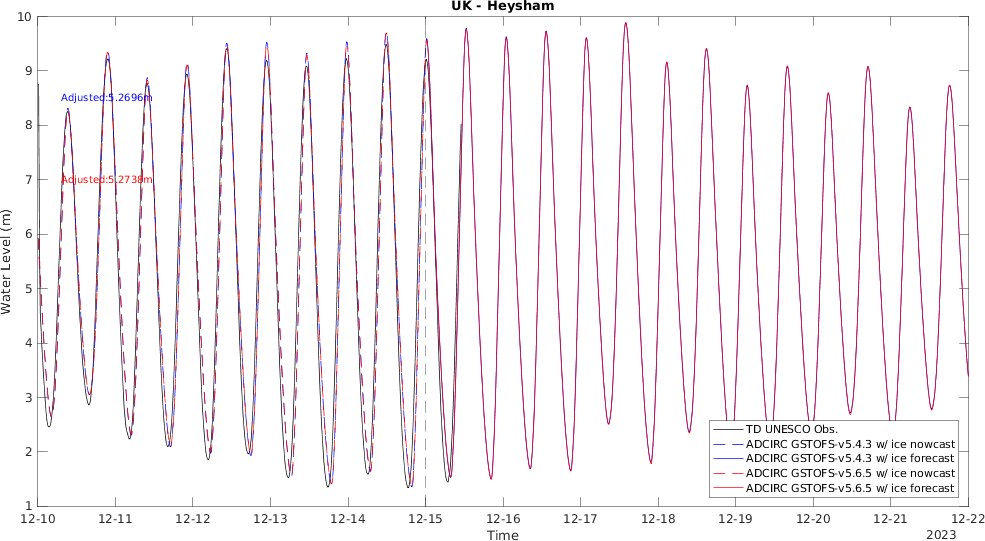 UK - Heysham
Water Level (m)
10
9
8
7
6
5
4
3
2
1
Adjusted:5.2696m
Adjusted:5.2738m
TD UNESCO Obs.
ADCIRC GSTOFS-v5.4.3 w/ ice nowcast
ADCIRC GSTOFS-v5.4.3 w/ ice forecast
ADCIRC GSTOFS-v5.6.5 w/ ice nowcast
ADCIRC GSTOFS-v5.6.5 w/ ice forecast
12-10 12-11 12-12 12-13 12-14 12-15 12-16 12-17 12-18 12-19 12-20 12-21 12-22
Time
2023